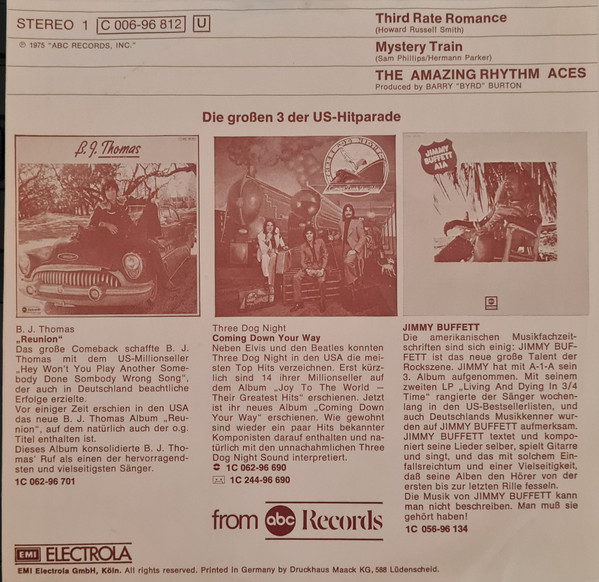 STEREO 1 C 006-96 812 U
℗ 1975 "ABC RECORDS, INC."
Third Rate Romance
(Howard Russell Smith)
Mystery Train
(Sam Phillips/Hermann Parker)
THE AMAZING RHYTHM ACES
Produced by BARRY "BYRD" BURTON
Die großen 3 der US-Hitparade
B. J. Thomas
JIMMY
BUFFETT
A1A
abc
B. J. Thomas
„Reunion"
Das große Comeback schaffte B. J.
Thomas mit dem US-Millionseller
„Hey Won't You Play Another Some-
body Done Sombody Wrong Song",
der auch in Deutschland beachtliche
Erfolge erzielte.
Vor einiger Zeit erschien in den USA
das neue B. J. Thomas Album „Reu-
nion", auf dem natürlich auch der o.g.
Titel enthalten ist.
Dieses Album konsolidierte B. J. Tho-
mas' Ruf als einen der hervorragend-
sten und vielseitigsten Sänger.
1C 062-96 701
Three Dog Night
Coming Down Your Way
Neben Elvis und den Beatles konnten
Three Dog Night in den USA die mei-
sten Top Hits verzeichnen. Erst kürz-
lich sind 14 ihrer Millionseller auf
dem Album „Joy To The World –
Their Greatest Hits" erschienen. Jetzt
ist ihr neues Album „Coming Down
Your Way" erschienen. Wie gewohnt
sind wieder ein paar Hits bekannter
Komponisten darauf enthalten und na-
türlich mit den unnachahmlichen Three
Dog Night Sound interpretiert.
1C 062-96 690
1C 244-96 690
JIMMY BUFFETT
Die amerikanischen Musikfachzeit-
schriften sind sich einig: JIMMY BUF-
FETT ist das neue große Talent der
Rockszene. JIMMY hat mit A-1-A sein
3. Album aufgenommen. Mit seinem
zweiten LP „Living And Dying In 3/4
Time" rangierte der Sänger wochen-
lang in den US-Bestsellerlisten, und
auch Deutschlands Musikkenner wur-
den auf JIMMY BUFFETT aufmerksam.
JIMMY BUFFETT textet und kompo-
niert seine Lieder selber, spielt Gitarre
und singt, und das mit solchem Ein-
fallsreichtum und einer Vielseitigkeit,
daß seine Alben den Hörer von der
ersten bis zur letzten Rille fesseln.
Die Musik von JIMMY BUFFETT kann
man nicht beschreiben. Man muß sie
gehört haben!
1C 056-96 134
from abc Records
EMI ELECTROLA
EMI Electrola GmbH, Köln. All rights reserved. Printed in Germany by Druckhaus Maack KG, 588 Lüdenscheid.